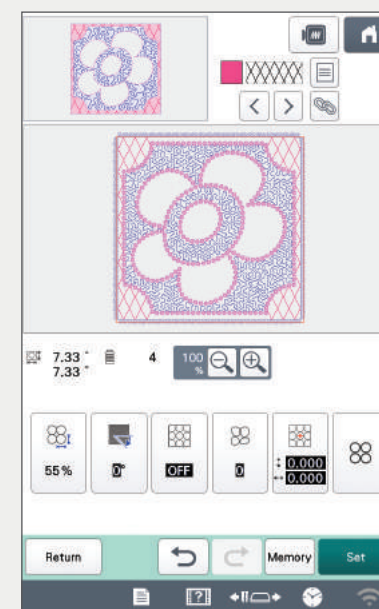 7.33 "
7.33 "
4
100 %
55 %
0°
OFF
0
0.000
0.000
Return
Memory
Set